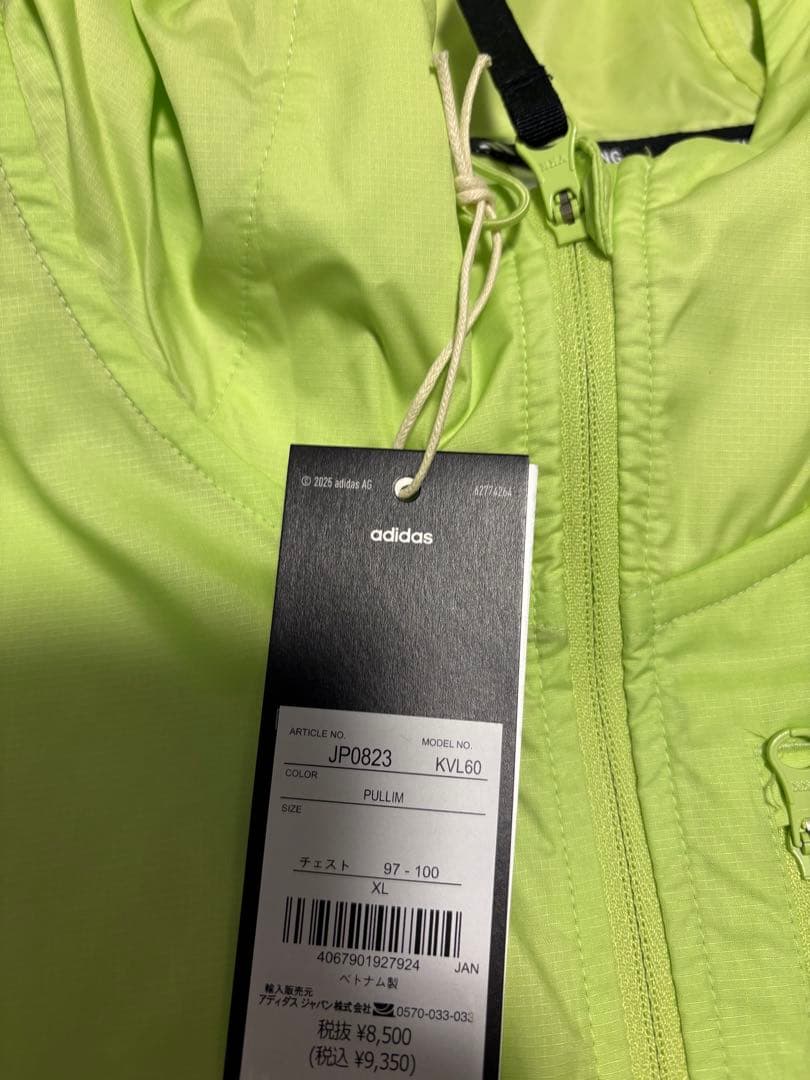 NG
© 2025 adidas AG
62774264
adidas
ARTICLE NO.
JP0823
MODEL NO.
KVL60
COLOR
PULLIM
SIZE
チェスト 97 - 100
XL
4067901927924 JAN
ベトナム製
輸入販売元
アディダス ジャパン株式会社 0570-033-033
税抜 ¥8,500
(税込 ¥9,350)